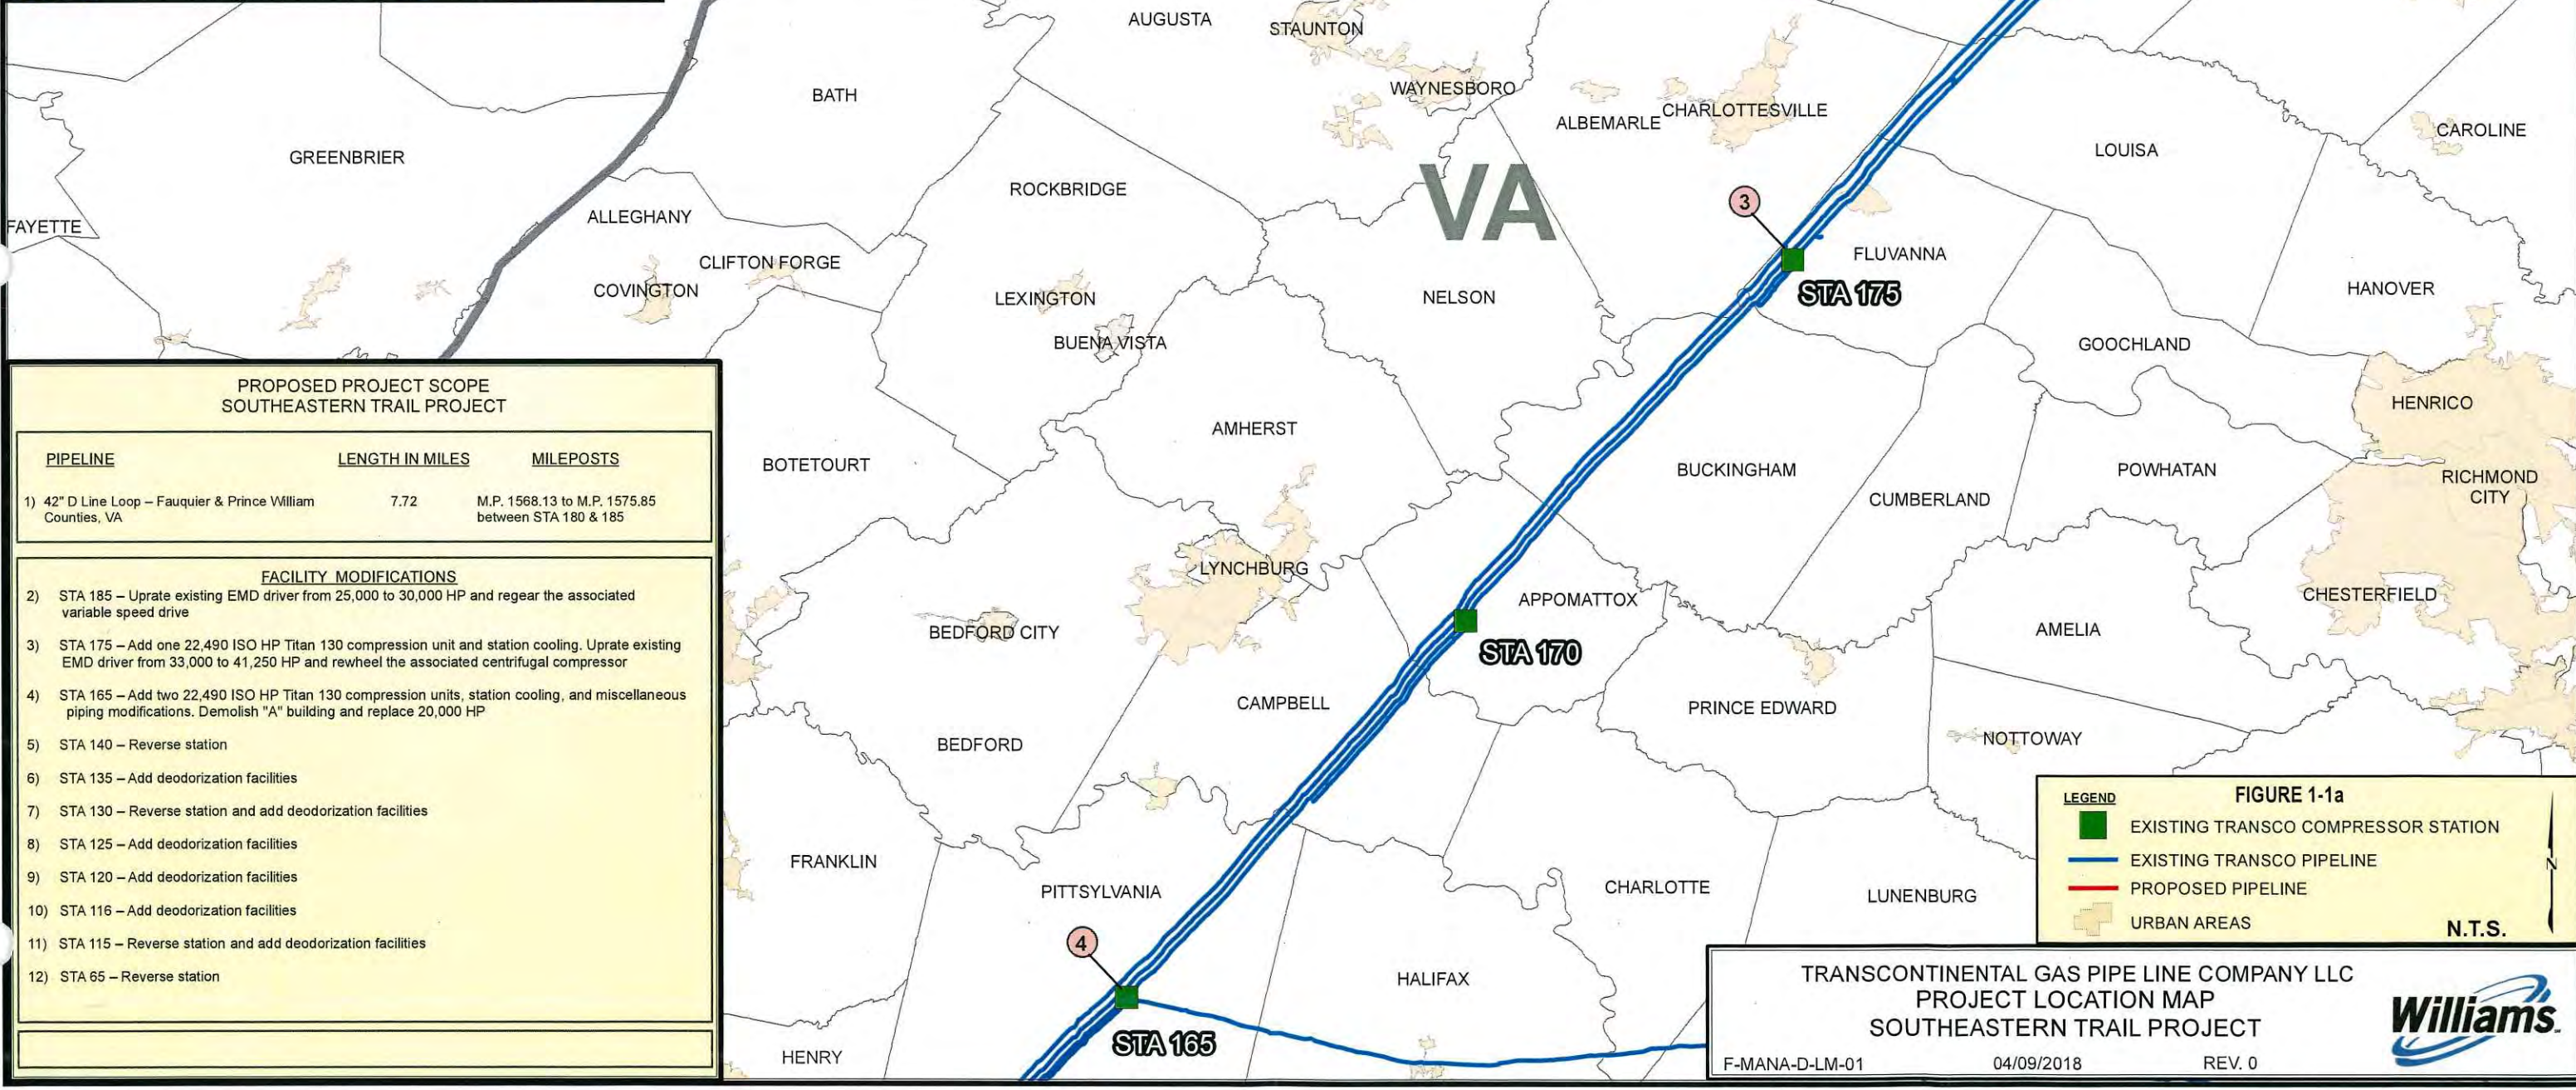 AUGUSTA
STAUNTON
BATH
WAYNESBORO
ALBEMARLE
CHARLOTTESVILLE
CAROLINE
LOUISA
GREENBRIER
ROCKBRIDGE
VA
3
ALLEGHANY
FAYETTE
CLIFTON FORGE
COVINGTON
FLUVANNA
STA 175
LEXINGTON
NELSON
HANOVER
BUENA VISTA
GOOCHLAND
HENRICO
AMHERST
BOTETOURT
BUCKINGHAM
POWHATAN
RICHMOND
CITY
CUMBERLAND
LYNCHBURG
APPOMATTOX
CHESTERFIELD
BEDFORD CITY
AMELIA
STA 170
CAMPBELL
PRINCE EDWARD
BEDFORD
NOTTOWAY
FRANKLIN
PITTSYLVANIA
CHARLOTTE
LUNENBURG
4
HALIFAX
STA 165
HENRY
PROPOSED PROJECT SCOPE
SOUTHEASTERN TRAIL PROJECT
PIPELINE LENGTH IN MILES MILEPOSTS
1) 42" D Line Loop – Fauquier & Prince William 7.72 M.P. 1568.13 to M.P. 1575.85
Counties, VA between STA 180 & 185
FACILITY MODIFICATIONS
2) STA 185 – Uprate existing EMD driver from 25,000 to 30,000 HP and regear the associated
variable speed drive
3) STA 175 – Add one 22,490 ISO HP Titan 130 compression unit and station cooling. Uprate existing
EMD driver from 33,000 to 41,250 HP and rewheel the associated centrifugal compressor
4) STA 165 – Add two 22,490 ISO HP Titan 130 compression units, station cooling, and miscellaneous
piping modifications. Demolish "A" building and replace 20,000 HP
5) STA 140 – Reverse station
6) STA 135 – Add deodorization facilities
7) STA 130 – Reverse station and add deodorization facilities
8) STA 125 – Add deodorization facilities
9) STA 120 – Add deodorization facilities
10) STA 116 – Add deodorization facilities
11) STA 115 – Reverse station and add deodorization facilities
12) STA 65 – Reverse station
LEGEND FIGURE 1-1a
EXISTING TRANSCO COMPRESSOR STATION
EXISTING TRANSCO PIPELINE
PROPOSED PIPELINE
URBAN AREAS
N
N.T.S.
TRANSCONTINENTAL GAS PIPE LINE COMPANY LLC
PROJECT LOCATION MAP
SOUTHEASTERN TRAIL PROJECT
F-MANA-D-LM-01 04/09/2018 REV. 0
Williams